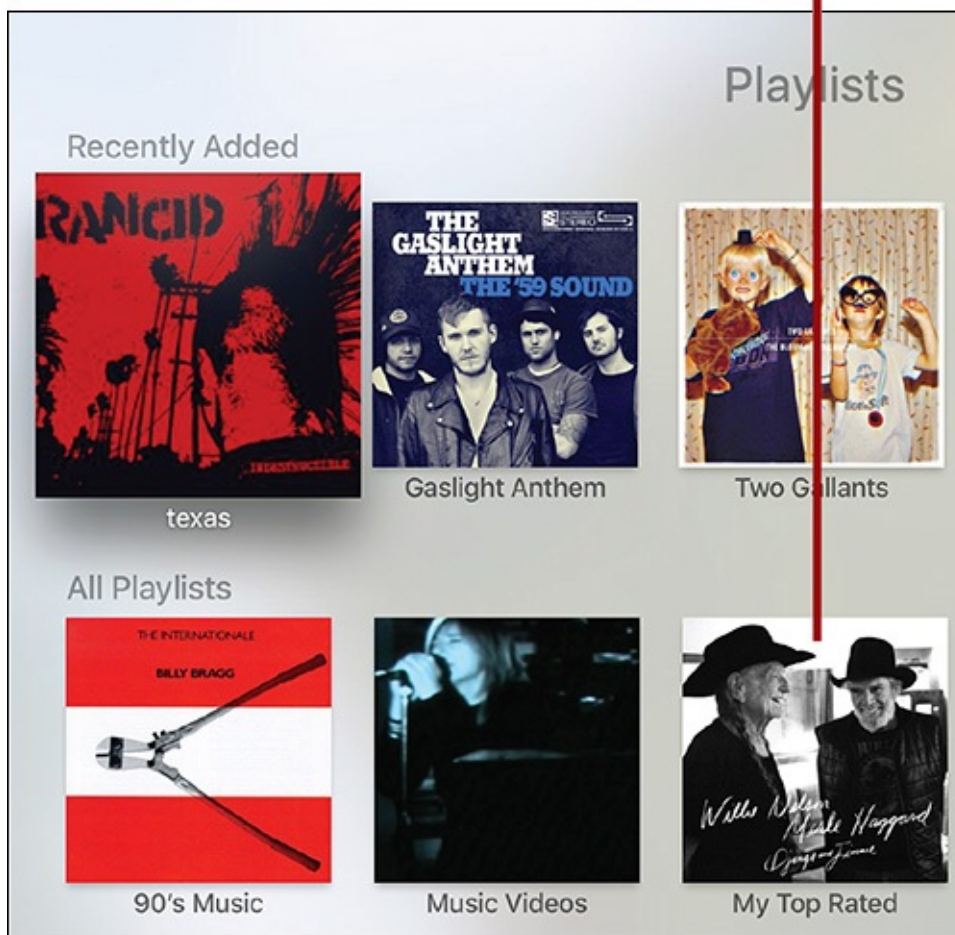 Playlists
Recently Added
RANCID
INDESTRUCTIBLE
texas
THE
GASLIGHT
ANTHEM
THE '59 SOUND
STEREO
Gaslight Anthem
Two Gallants
All Playlists
THE INTERNATIONALE
BILLY BRAGG
90's Music
Music Videos
Willie Nelson
Merle Haggard
Django and Jimmie
My Top Rated